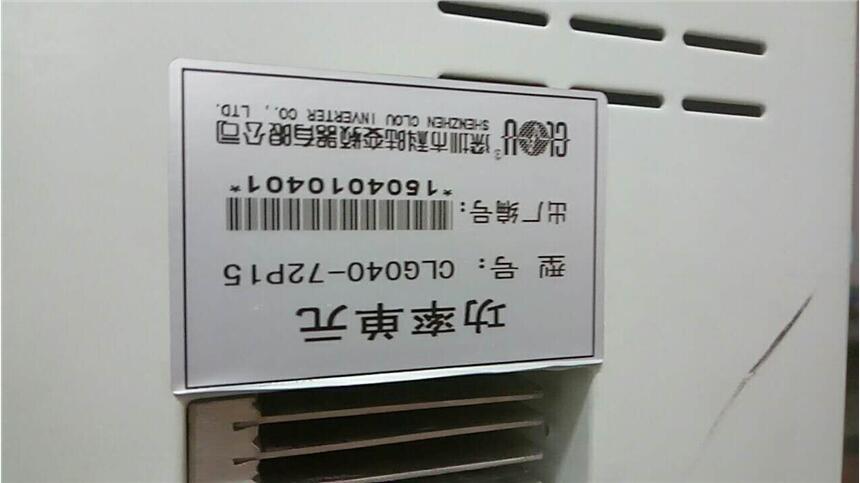 功率单元
型 号: CLG040-72P15
出厂编号:
*1504010401*
CLOU 深圳市科陆变频器有限公司
SHENZHEN CLOU INVERTER CO., LTD.